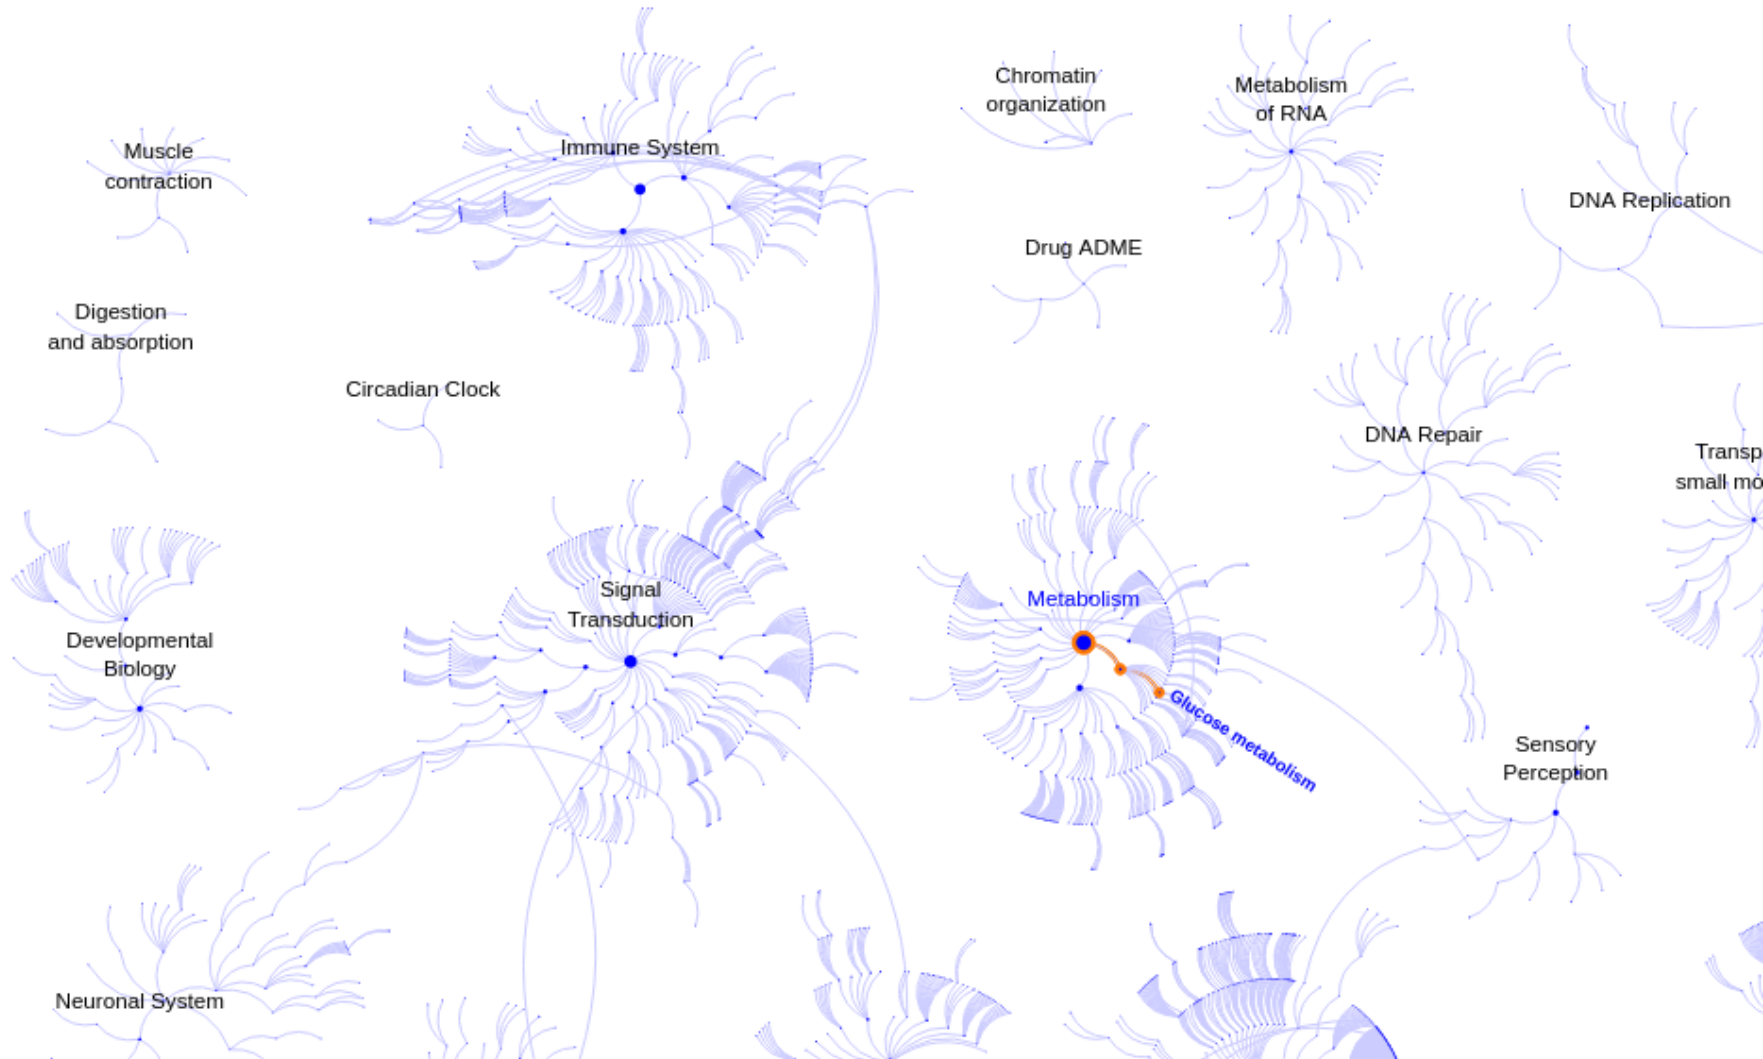 Chromatin
organization
Metabolism
of RNA
Immune System
Muscle
contraction
DNA Replication
Drug ADME
Digestion
and absorption
Circadian Clock
DNA Repair
Transp
small mo
Signal
Transduction
Metabolism
Developmental
Biology
Glucose metabolism
Sensory
Perception
Neuronal System